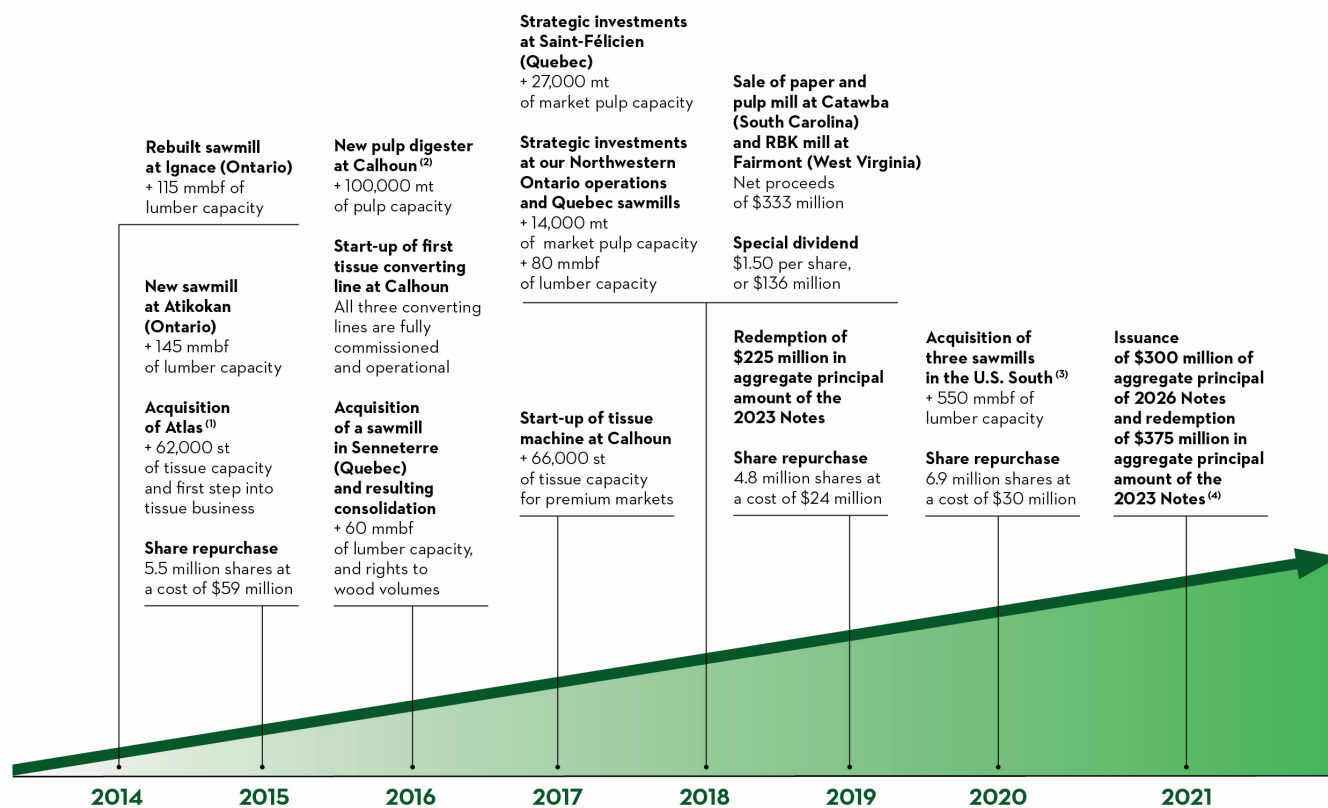 Rebuilt sawmill
at Ignace (Ontario)
+ 115 mmbf of
lumber capacity
New sawmill
at Atikokan
(Ontario)
+ 145 mmbf
of lumber capacity
Acquisition
of Atlas (1)
+ 62,000 st
of tissue capacity
and first step into
tissue business
Share repurchase
5.5 million shares at
a cost of $59 million
New pulp digester
at Calhoun (2)
+ 100,000 mt
of pulp capacity
Start-up of first
tissue converting
line at Calhoun
All three converting
lines are fully
commissioned
and operational
Acquisition
of a sawmill
in Senneterre
(Quebec)
and resulting
consolidation
+ 60 mmbf
of lumber capacity,
and rights to
wood volumes
Strategic investments
at Saint-Félicien
(Quebec)
+ 27,000 mt
of market pulp capacity
Strategic investments
at our Northwestern
Ontario operations
and Quebec sawmills
+ 14,000 mt
of market pulp capacity
+ 80 mmbf
of lumber capacity
Start-up of tissue
machine at Calhoun
+ 66,000 st
of tissue capacity
for premium markets
Sale of paper and
pulp mill at Catawba
(South Carolina)
and RBK mill at
Fairmont (West Virginia)
Net proceeds
of $333 million
Special dividend
$1.50 per share,
or $136 million
Redemption of
$225 million in
aggregate principal
amount of the
2023 Notes
Share repurchase
4.8 million shares at
a cost of $24 million
Acquisition of
three sawmills
in the U.S. South (3)
+ 550 mmbf of
lumber capacity
Share repurchase
6.9 million shares at
a cost of $30 million
Issuance
of $300 million of
aggregate principal
of 2026 Notes
and redemption
of $375 million in
aggregate principal
amount of the
2023 Notes (4)
2014
2015
2016
2017
2018
2019
2020
2021